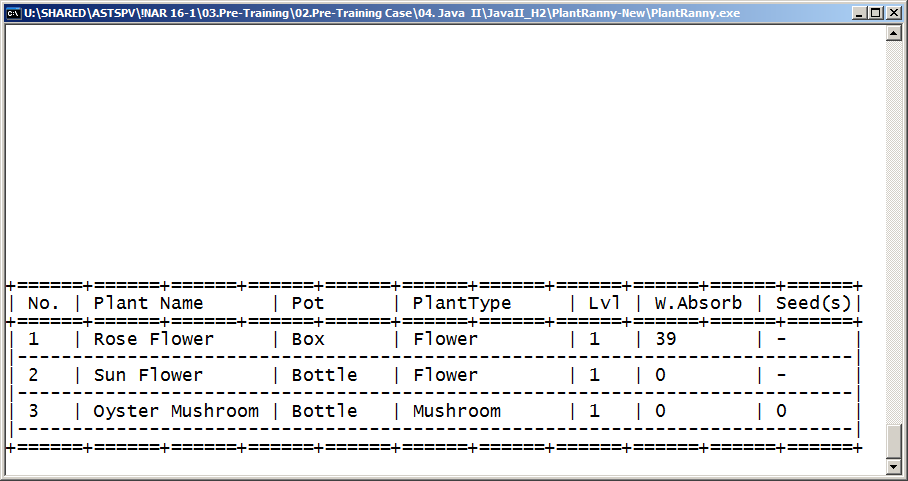 U:\SHARED\ASTSPV\!NAR 16-1\03.Pre-Training\02.Pre-Training Case\04. Java  II\JavaII_H2\PlantRanny-New\PlantRanny.exe
+======+======+======+======+======+======+======+======+======+======+======+
| No. | Plant Name      | Pot      | PlantType     | Lvl | W.Absorb | Seed(s)|
+======+======+======+======+======+======+======+======+======+======+======+
| 1   | Rose Flower     | Box      | Flower        | 1   | 39       | -      |
|----------------------------------------------------------------------------|
| 2   | Sun Flower      | Bottle   | Flower        | 1   | 0        | -      |
|----------------------------------------------------------------------------|
| 3   | Oyster Mushroom | Bottle   | Mushroom      | 1   | 0        | 0      |
|----------------------------------------------------------------------------|
+======+======+======+======+======+======+======+======+======+======+======+